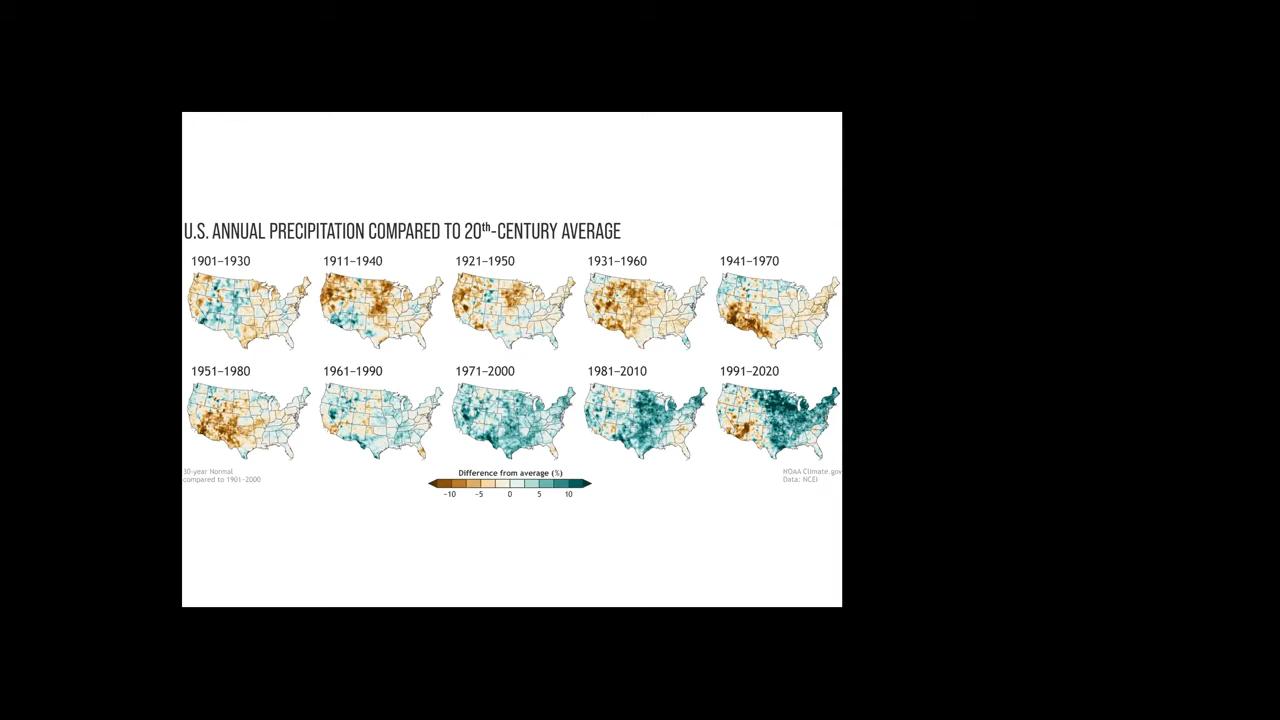 U.S. ANNUAL PRECIPITATION COMPARED TO 20th-CENTURY AVERAGE
1901–1930 1911–1940 1921–1950 1931–1960 1941–1970
1951–1980 1961–1990 1971–2000 1981–2010 1991–2020
30-year Normal
compared to 1901–2000
Difference from average (%)
-10 -5 0 5 10
NOAA Climate.gov
Data: NCEI